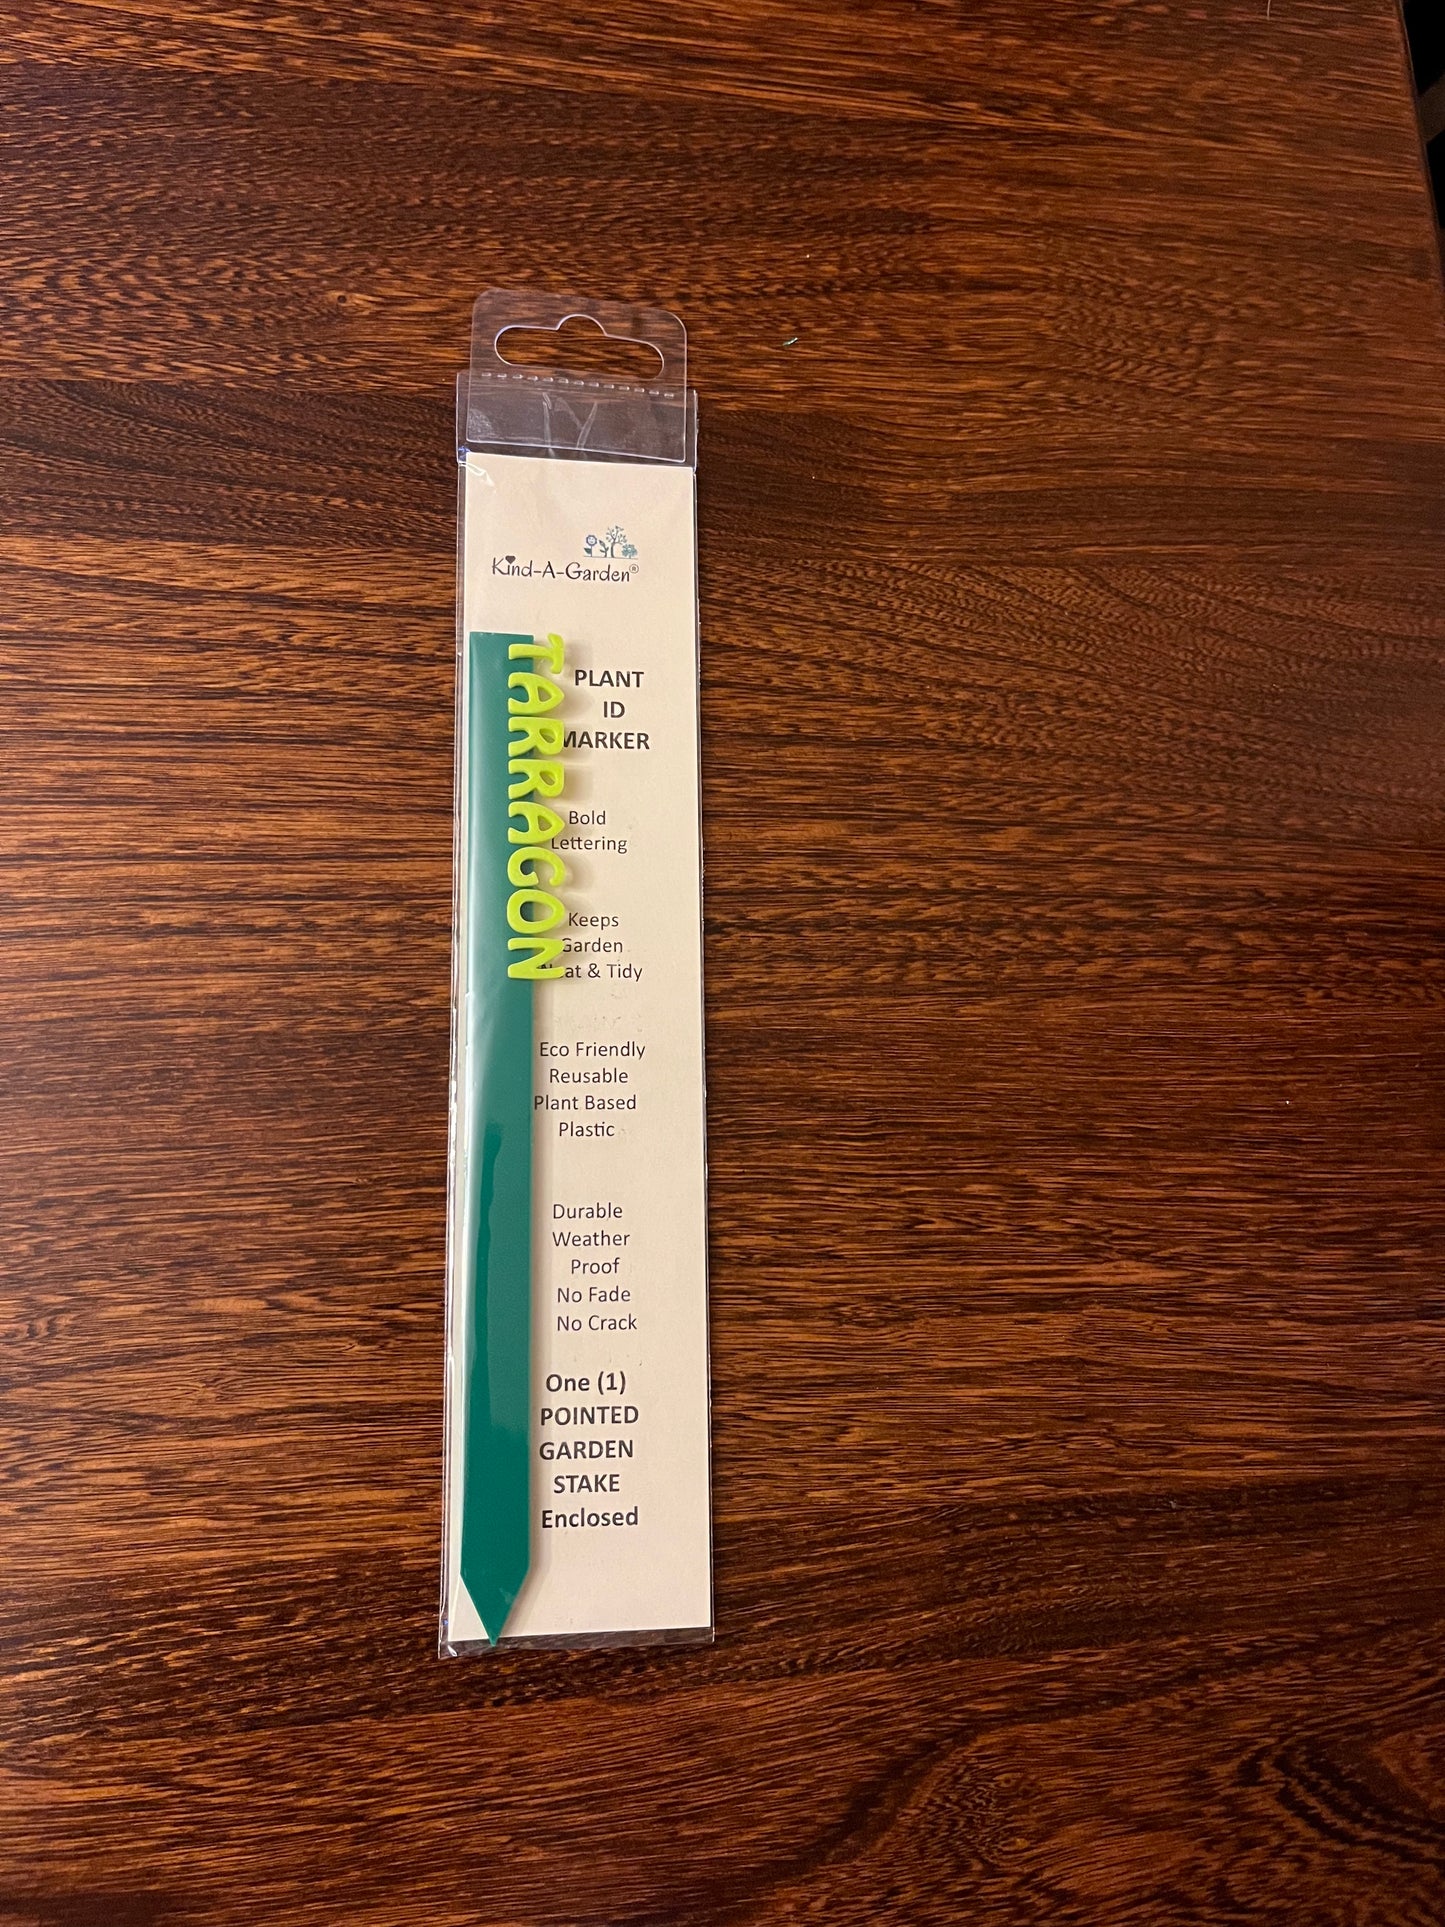 Kind-A-Garden®
TARRAGON
PLANT
ID
MARKER
Bold
Lettering
Keeps
Garden
Neat & Tidy
Eco Friendly
Reusable
Plant Based
Plastic
Durable
Weather
Proof
No Fade
No Crack
One (1)
POINTED
GARDEN
STAKE
Enclosed